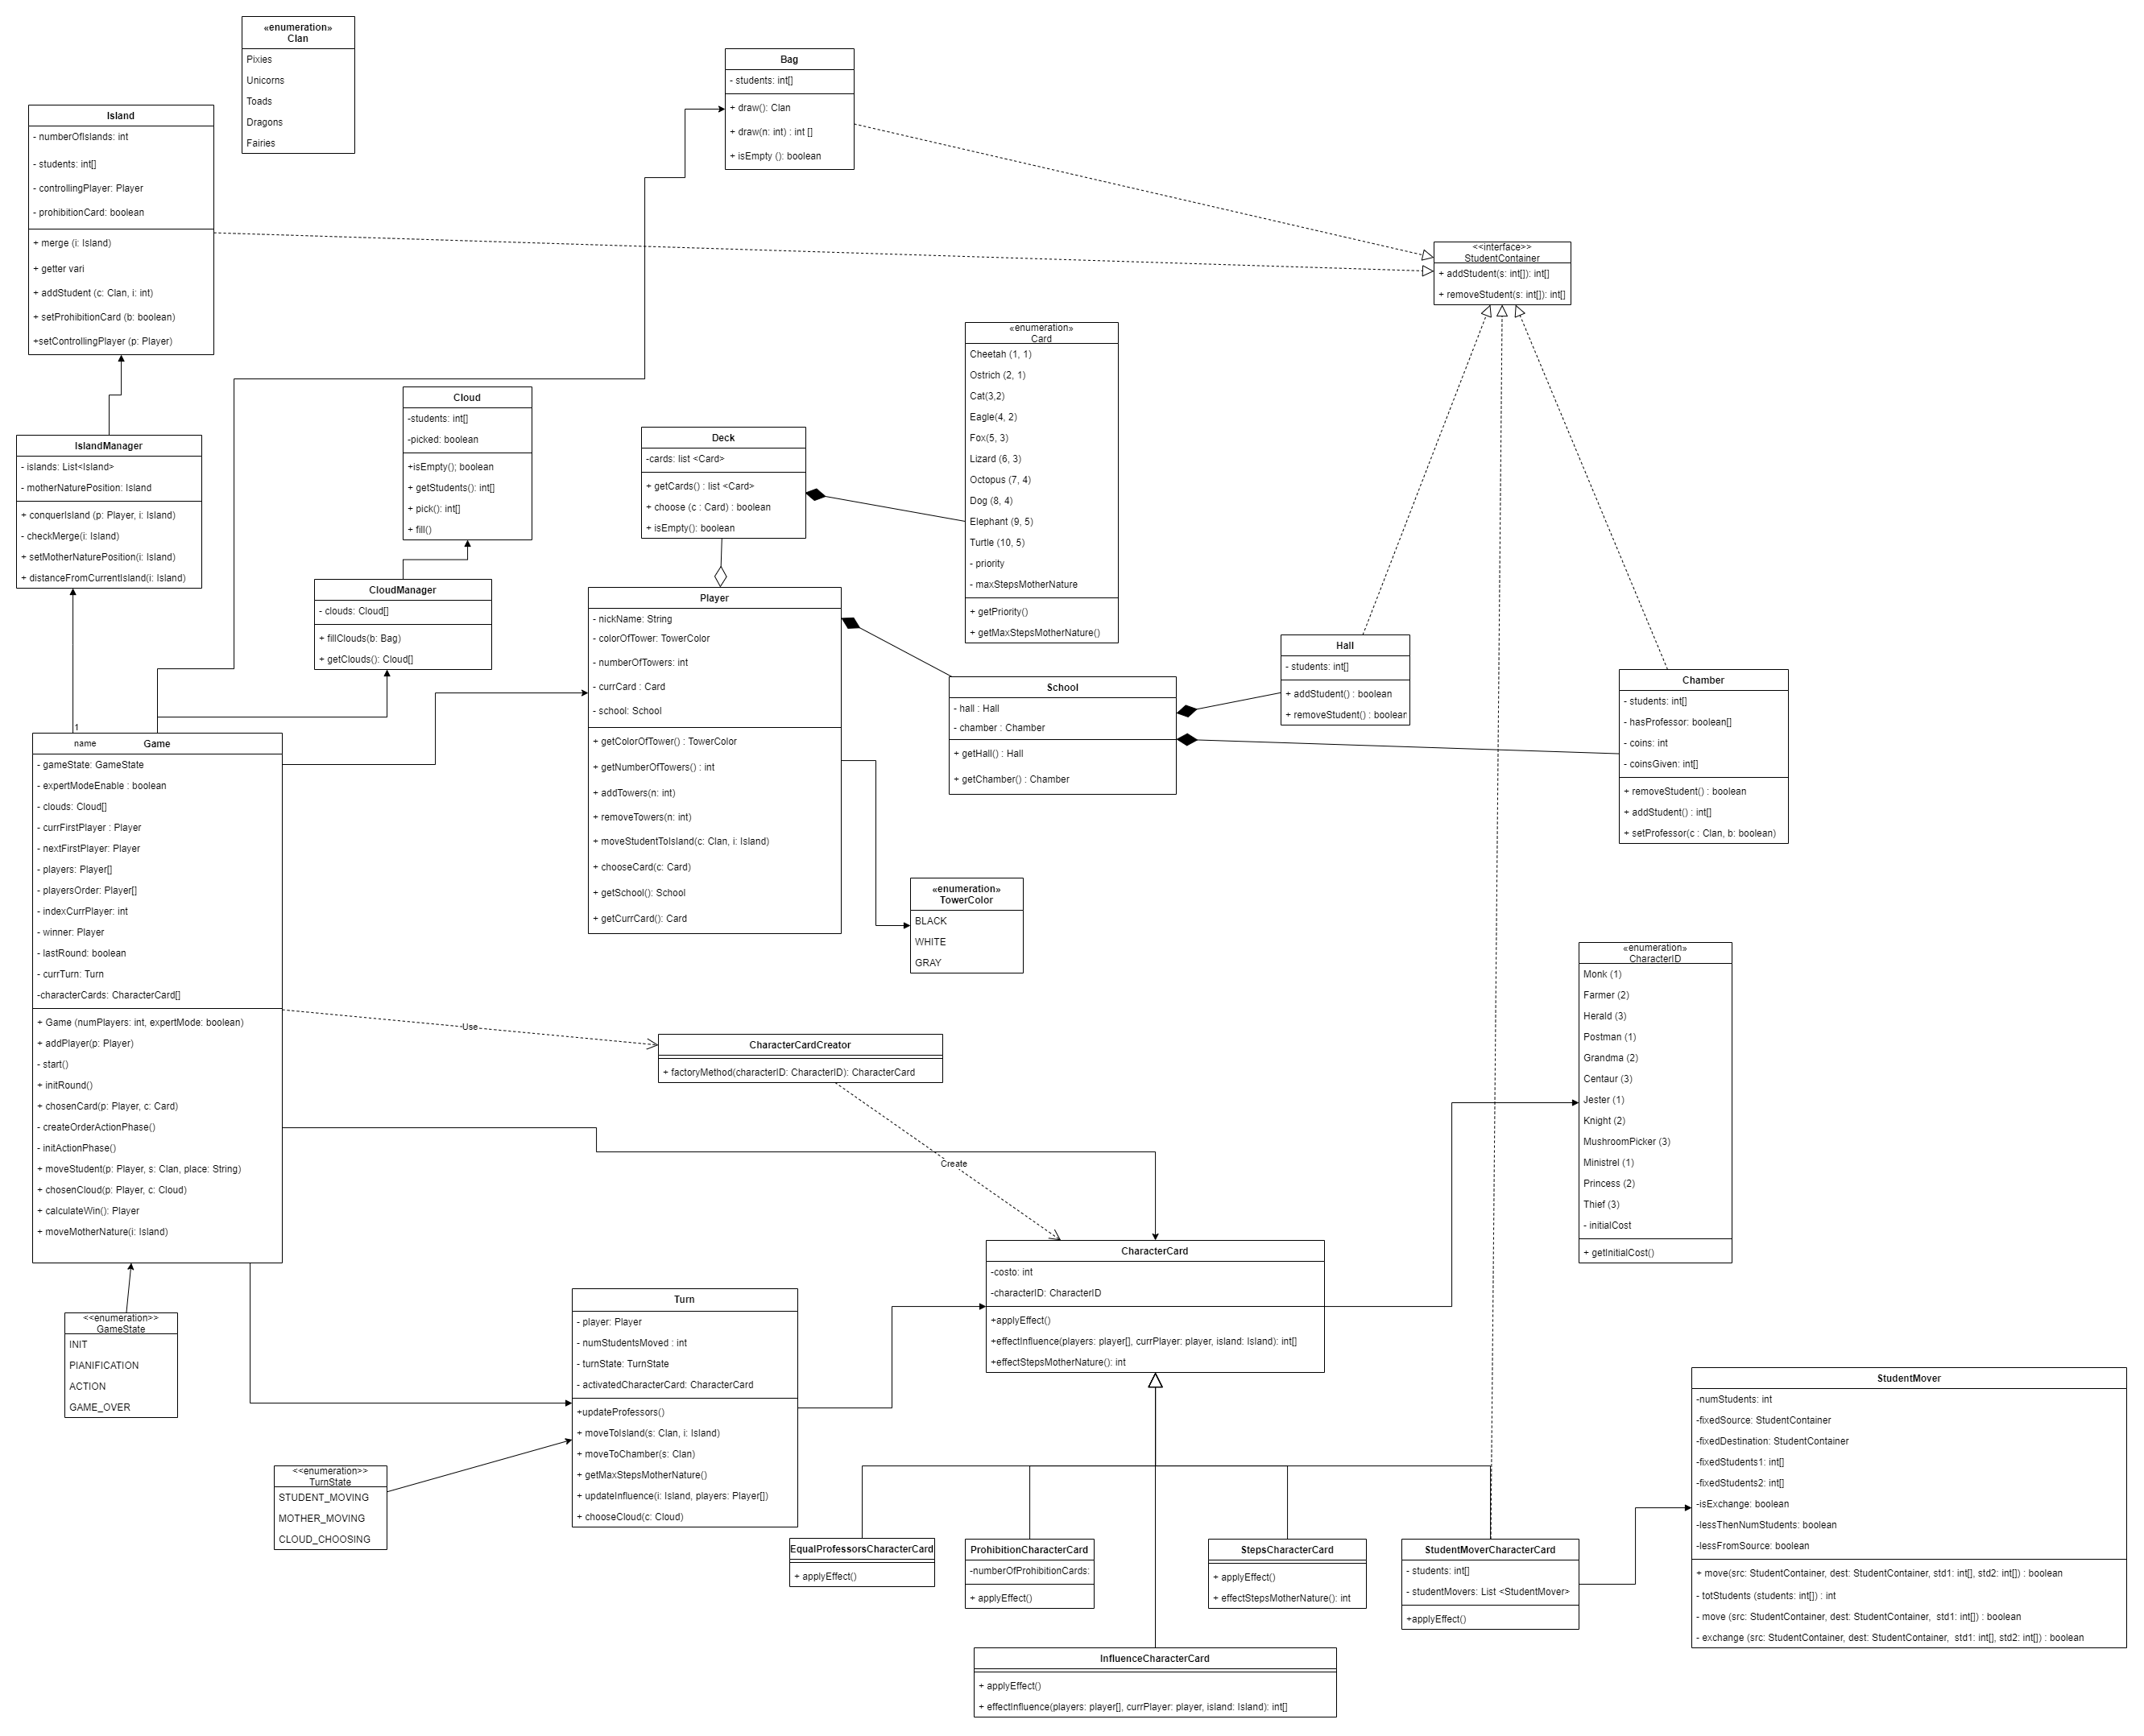 «enumeration»
Clan
Pixies
Unicorns
Toads
Dragons
Fairies
Bag
- students: int[]
+ draw(): Clan
+ draw(n: int) : int []
+ isEmpty (): boolean
Island
- numberOfIslands: int
- students: int[]
- controllingPlayer: Player
- prohibitionCard: boolean
+ merge (i: Island)
+ getter vari
+ addStudent (c: Clan, i: int)
+ setProhibitionCard (b: boolean)
+setControllingPlayer (p: Player)
<<interface>>
StudentContainer
+ addStudent(s: int[]): int[]
+ removeStudent(s: int[]): int[]
«enumeration»
Card
Cheetah (1, 1)
Ostrich (2, 1)
Cat(3,2)
Eagle(4, 2)
Fox(5, 3)
Lizard (6, 3)
Octopus (7, 4)
Dog (8, 4)
Elephant (9, 5)
Turtle (10, 5)
- priority
- maxStepsMotherNature
+ getPriority()
+ getMaxStepsMotherNature()
Cloud
-students: int[]
-picked: boolean
+isEmpty(); boolean
+ getStudents(): int[]
+ pick(): int[]
+ fill()
Deck
-cards: list <Card>
+ getCards() : list <Card>
+ choose (c : Card) : boolean
+ isEmpty(): boolean
IslandManager
- islands: List<Island>
- motherNaturePosition: Island
+ conquerIsland (p: Player, i: Island)
- checkMerge(i: Island)
+ setMotherNaturePosition(i: Island)
+ distanceFromCurrentIsland(i: Island)
CloudManager
- clouds: Cloud[]
+ fillClouds(b: Bag)
+ getClouds(): Cloud[]
Player
- nickName: String
- colorOfTower: TowerColor
- numberOfTowers: int
- currCard : Card
- school: School
+ getColorOfTower() : TowerColor
+ getNumberOfTowers() : int
+ addTowers(n: int)
+ removeTowers(n: int)
+ moveStudentToIsland(c: Clan, i: Island)
+ chooseCard(c: Card)
+ getSchool(): School
+ getCurrCard(): Card
School
- hall : Hall
- chamber : Chamber
+ getHall() : Hall
+ getChamber() : Chamber
Hall
- students: int[]
+ addStudent() : boolean
+ removeStudent() : boolean
Chamber
- students: int[]
- hasProfessor: boolean[]
- coins: int
- coinsGiven: int[]
+ removeStudent() : boolean
+ addStudent() : int[]
+ setProfessor(c : Clan, b: boolean)
1
name
Game
- gameState: GameState
- expertModeEnable : boolean
- clouds: Cloud[]
- currFirstPlayer : Player
- nextFirstPlayer: Player
- players: Player[]
- playersOrder: Player[]
- indexCurrPlayer: int
- winner: Player
- lastRound: boolean
- currTurn: Turn
-characterCards: CharacterCard[]
+ Game (numPlayers: int, expertMode: boolean)
+ addPlayer(p: Player)
- start()
+ initRound()
+ chosenCard(p: Player, c: Card)
- createOrderActionPhase()
- initActionPhase()
+ moveStudent(p: Player, s: Clan, place: String)
+ chosenCloud(p: Player, c: Cloud)
+ calculateWin(): Player
+ moveMotherNature(i: Island)
«enumeration»
TowerColor
BLACK
WHITE
GRAY
«enumeration»
CharacterID
Monk (1)
Farmer (2)
Herald (3)
Postman (1)
Grandma (2)
Centaur (3)
Jester (1)
Knight (2)
MushroomPicker (3)
Ministrel (1)
Princess (2)
Thief (3)
- initialCost
+ getInitialCost()
Use
CharacterCardCreator
+ factoryMethod(characterID: CharacterID): CharacterCard
Create
CharacterCard
-costo: int
-characterID: CharacterID
+applyEffect()
+effectInfluence(players: player[], currPlayer: player, island: Island): int[]
+effectStepsMotherNature(): int
<<enumeration>>
GameState
INIT
PIANIFICATION
ACTION
GAME_OVER
Turn
- player: Player
- numStudentsMoved : int
- turnState: TurnState
- activatedCharacterCard: CharacterCard
+updateProfessors()
+ moveToIsland(s: Clan, i: Island)
+ moveToChamber(s: Clan)
+ getMaxStepsMotherNature()
+ updateInfluence(i: Island, players: Player[])
+ chooseCloud(c: Cloud)
<<enumeration>>
TurnState
STUDENT_MOVING
MOTHER_MOVING
CLOUD_CHOOSING
StudentMover
-numStudents: int
-fixedSource: StudentContainer
-fixedDestination: StudentContainer
-fixedStudents1: int[]
-fixedStudents2: int[]
-isExchange: boolean
-lessThenNumStudents: boolean
-lessFromSource: boolean
+ move(src: StudentContainer, dest: StudentContainer, std1: int[], std2: int[]) : boolean
- totStudents (students: int[]) : int
- move (src: StudentContainer, dest: StudentContainer, std1: int[]) : boolean
- exchange (src: StudentContainer, dest: StudentContainer, std1: int[], std2: int[]) : boolean
EqualProfessorsCharacterCard
+ applyEffect()
ProhibitionCharacterCard
-numberOfProhibitionCards:
+ applyEffect()
StepsCharacterCard
+ applyEffect()
+ effectStepsMotherNature(): int
StudentMoverCharacterCard
- students: int[]
- studentMovers: List <StudentMover>
+applyEffect()
InfluenceCharacterCard
+ applyEffect()
+ effectInfluence(players: player[], currPlayer: player, island: Island): int[]